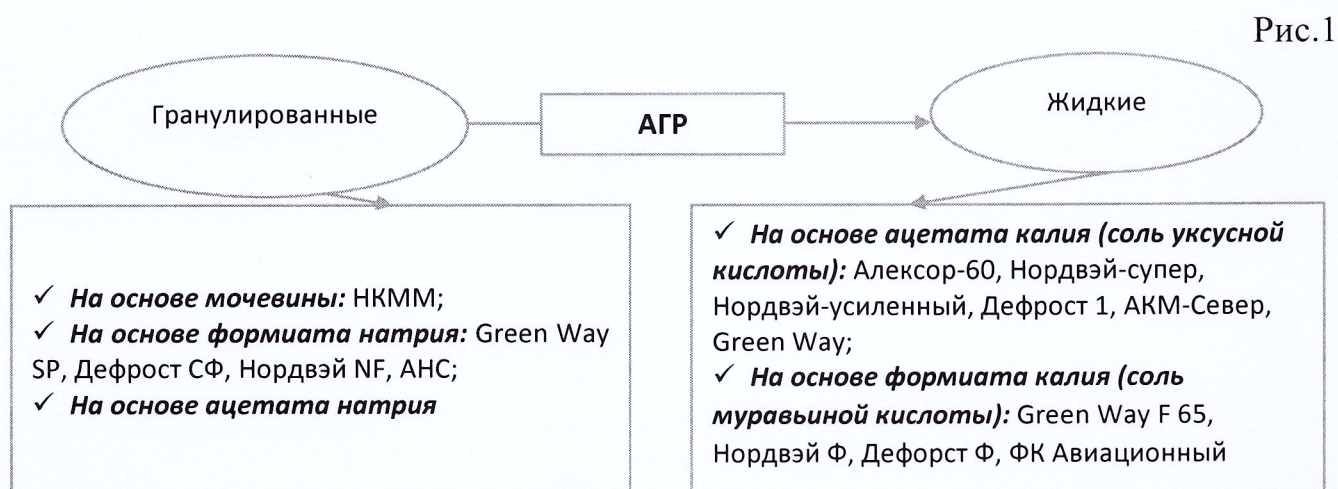 Рис.1
Гранулированные
АГР
Жидкие
✓ На основе мочевины: НКММ;
✓ На основе формиата натрия: Green Way
SP, Дефрост СФ, Нордвэй NF, АНС;
✓ На основе ацетата натрия
✓ На основе ацетата калия (соль уксусной
кислоты): Алексор-60, Нордвэй-супер,
Нордвэй-усиленный, Дефрост 1, АКМ-Север,
Green Way;
✓ На основе формиата калия (соль
муравьиной кислоты): Green Way F 65,
Нордвэй Ф, Дефорст Ф, ФК Авиационный